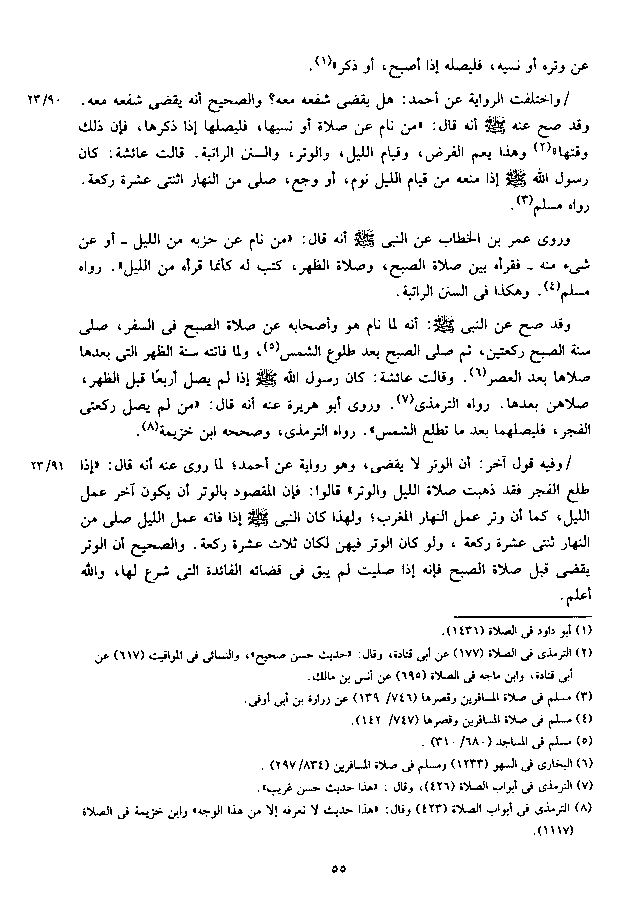 عن وتره أو نسيه، فليصله إذا أصبح، أو ذكر»(١).
٢٣/٩٠ / واختلفت الرواية عن أحمد: هل يقضى شفعه معه؟ والصحيح أنه يقضى شفعه معه.
وقد صح عنه ﷺ أنه قال: «من نام عن صلاة أو نسيها، فليصلها إذا ذكرها، فإن ذلك
وقتها»(٢) وهذا يعم الفرض، وقيام الليل، والوتر، والسنن الراتبة. قالت عائشة: كان
رسول الله ﷺ إذا منعه من قيام الليل نوم، أو وجع، صلى من النهار اثنتى عشرة ركعة.
رواه مسلم(٣).
وروى عمر بن الخطاب عن النبى ﷺ أنه قال: «من نام عن حزبه من الليل ـ أو عن
شىء منه ـ فقرأه بين صلاة الصبح، وصلاة الظهر، كتب له كأنما قرأه من الليل». رواه
مسلم(٤). وهكذا فى السنن الراتبة.
وقد صح عن النبى ﷺ: أنه لما نام هو وأصحابه عن صلاة الصبح فى السفر، صلى
سنة الصبح ركعتين، ثم صلى الصبح بعد طلوع الشمس(٥)، ولما فاتته سنة الظهر التى بعدها
صلاها بعد العصر(٦). وقالت عائشة: كان رسول الله ﷺ إذا لم يصل أربعًا قبل الظهر،
صلاهن بعدها. رواه الترمذى(٧). وروى أبو هريرة عنه أنه قال: «من لم يصل ركعتى
الفجر، فليصلهما بعد ما تطلع الشمس». رواه الترمذى، وصححه ابن خزيمة(٨).
٢٣/٩١ / وفيه قول آخر: أن الوتر لا يقضى، وهو رواية عن أحمد؛ لما روى عنه أنه قال: «إذا
طلع الفجر فقد ذهبت صلاة الليل والوتر» قالوا: فإن المقصود بالوتر أن يكون آخر عمل
الليل، كما أن وتر عمل النهار المغرب؛ ولهذا كان النبى ﷺ إذا فاته عمل الليل صلى من
النهار ثنتى عشرة ركعة ، ولو كان الوتر فيهن لكان ثلاث عشرة ركعة. والصحيح أن الوتر
يقضى قبل صلاة الصبح فإنه إذا صليت لم يبق فى قضائه الفائدة التى شرع لها، والله
أعلم.
(١) أبو داود فى الصلاة (١٤٣٦).
(٢) الترمذى فى الصلاة (١٧٧) عن أبى قتادة، وقال: «حديث حسن صحيح»، والنسائى فى المواقيت (٦١٧) عن
أبى قتادة، وابن ماجه فى الصلاة (٦٩٥) عن أنس بن مالك.
(٣) مسلم فى صلاة المسافرين وقصرها (٧٤٦/ ١٣٩) عن زرارة بن أبى أوفى.
(٤) مسلم فى صلاة المسافرين وقصرها (٧٤٧/ ١٤٢).
(٥) مسلم فى المساجد (٦٨٠/ ٣١٠) .
(٦) البخارى فى السهو (١٢٣٣) ومسلم فى صلاة المسافرين (٨٣٤/ ٢٩٧) .
(٧) الترمذى فى أبواب الصلاة (٤٢٦)، وقال : «هذا حديث حسن غريب».
(٨) الترمذى فى أبواب الصلاة (٤٢٣) وقال: «هذا حديث لا نعرفه إلا من هذا الوجه» وابن خزيمة فى الصلاة
(١١١٧).
٥٥